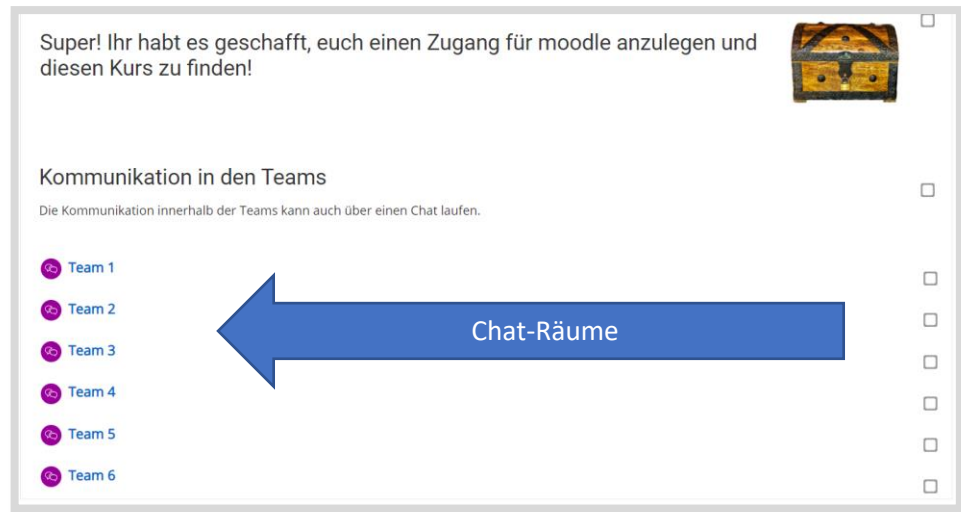 Super! Ihr habt es geschafft, euch einen Zugang für moodle anzulegen und
diesen Kurs zu finden!
Kommunikation in den Teams
Die Kommunikation innerhalb der Teams kann auch über einen Chat laufen.
Team 1
Team 2
Team 3
Team 4
Team 5
Team 6
Chat-Räume